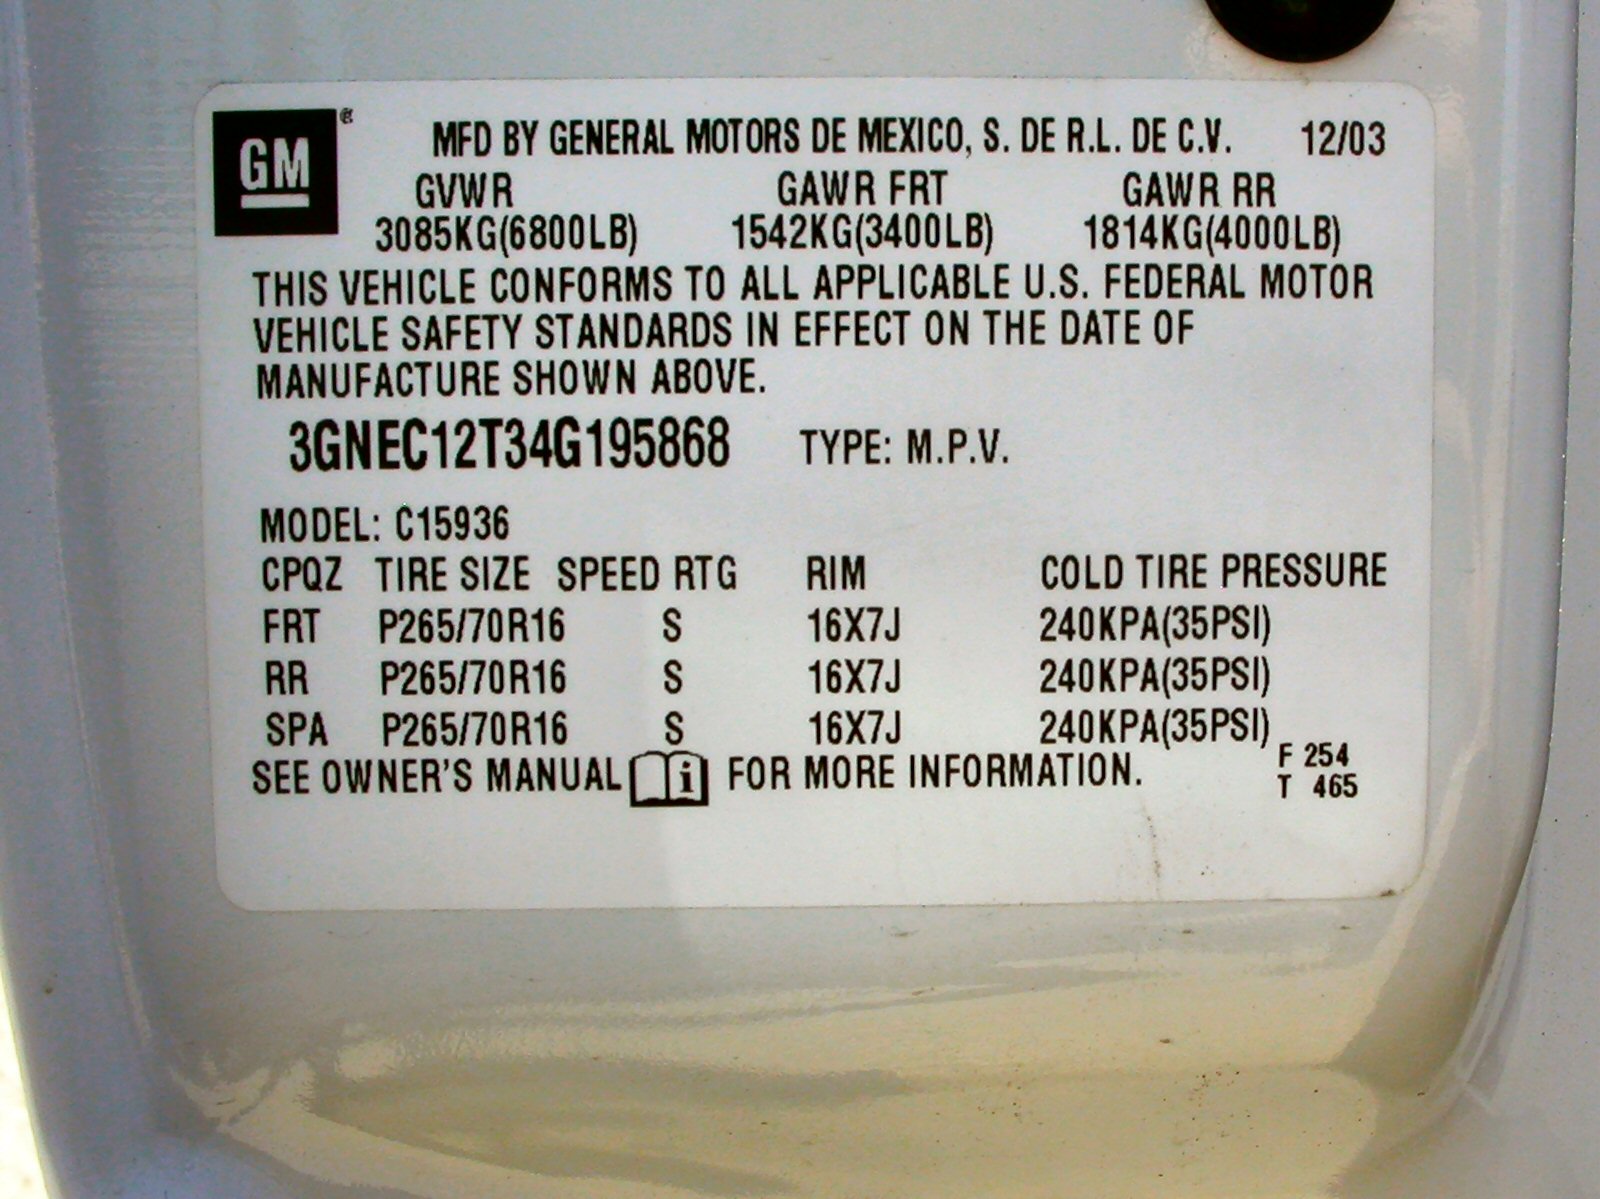 GM
MFD BY GENERAL MOTORS DE MEXICO, S. DE R.L. DE C.V. 12/03
GVWR GAWR FRT GAWR RR
3085KG(6800LB) 1542KG(3400LB) 1814KG(4000LB)
THIS VEHICLE CONFORMS TO ALL APPLICABLE U.S. FEDERAL MOTOR
VEHICLE SAFETY STANDARDS IN EFFECT ON THE DATE OF
MANUFACTURE SHOWN ABOVE.
3GNEC12T34G195868 TYPE: M.P.V.
MODEL: C15936
CPQZ TIRE SIZE SPEED RTG RIM COLD TIRE PRESSURE
FRT P265/70R16 S 16X7J 240KPA(35PSI)
RR P265/70R16 S 16X7J 240KPA(35PSI)
SPA P265/70R16 S 16X7J 240KPA(35PSI)
SEE OWNER'S MANUAL i FOR MORE INFORMATION.
F 254
T 465